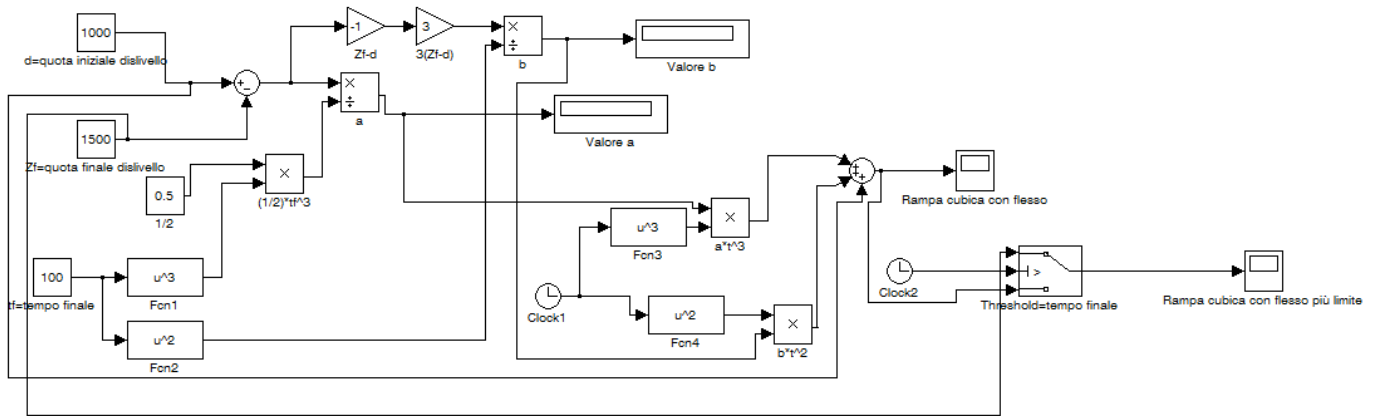 1000
d=quota iniziale dislivello
-1
Zf-d
3
3(Zf-d)
×
÷
b
Valore b
+
−
×
÷
a
Valore a
1500
Zf=quota finale dislivello
0.5
1/2
×
(1/2)*tf^3
100
tf=tempo finale
u^3
Fcn1
u^2
Fcn2
Clock1
u^3
Fcn3
u^2
Fcn4
×
a*t^3
×
b*t^2
+
+
+
Rampa cubica con flesso
Clock2
>
Threshold=tempo finale
Rampa cubica con flesso più limite